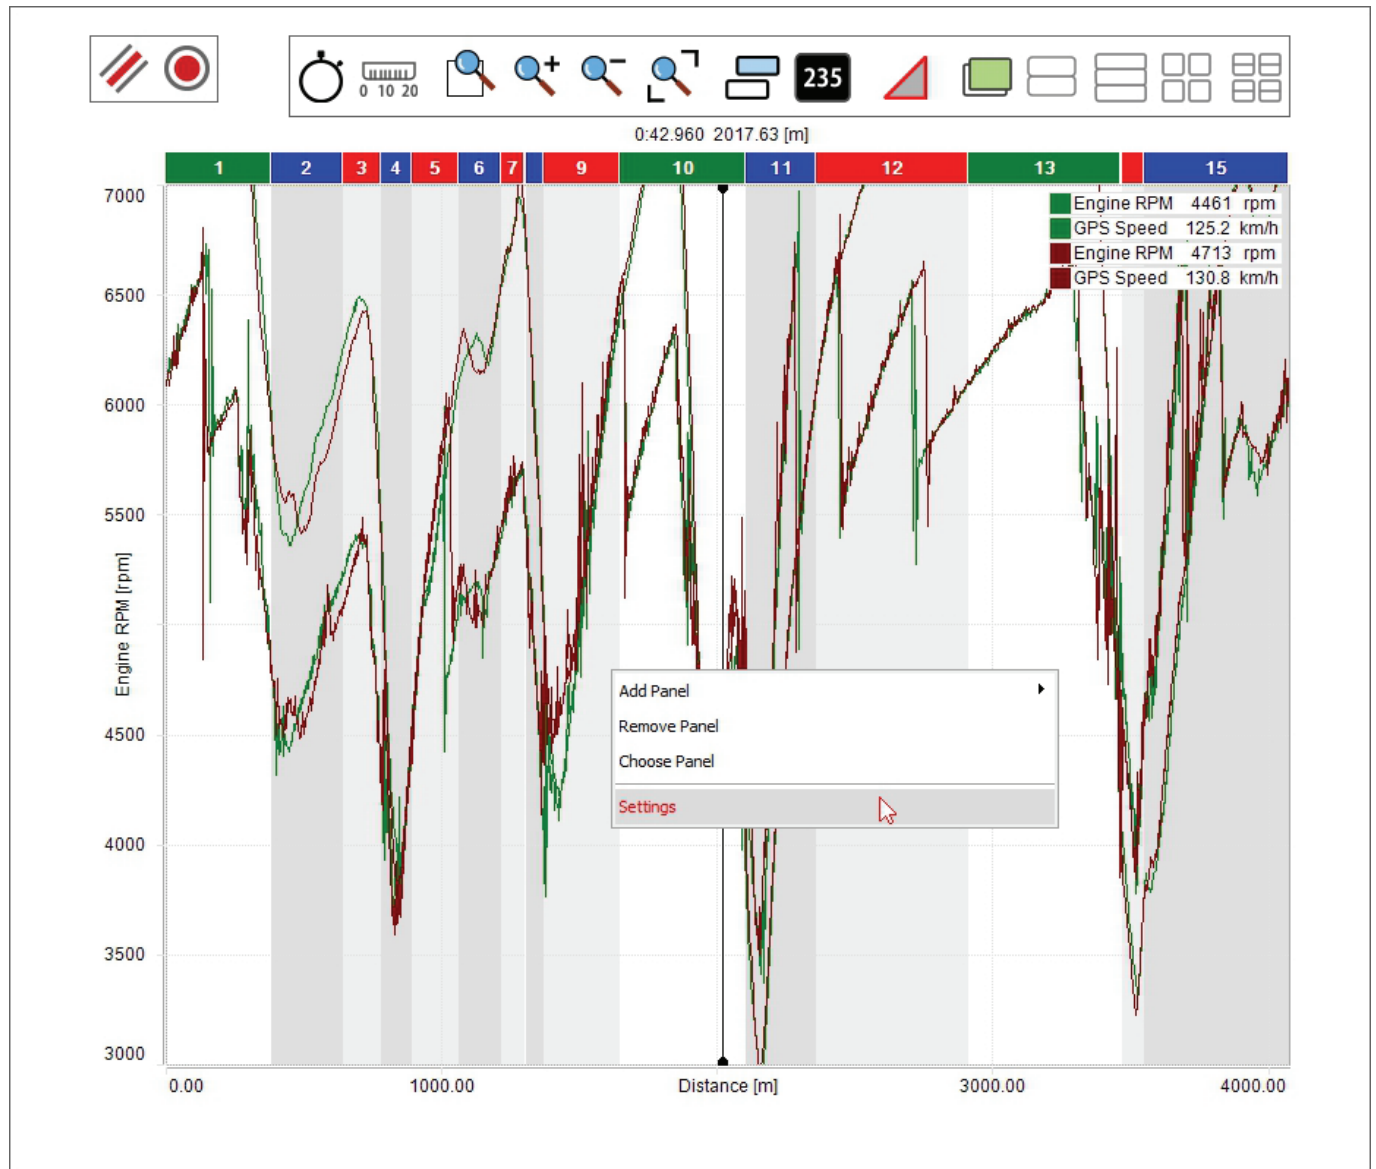 0 10 20
235
0:42.960 2017.63 [m]
1 2 3 4 5 6 7 9 10 11 12 13 15
7000
Engine RPM 4461 rpm
GPS Speed 125.2 km/h
Engine RPM 4713 rpm
GPS Speed 130.8 km/h
6500
6000
5500
Engine RPM [rpm]
4500
4000
3500
3000
Add Panel
Remove Panel
Choose Panel
Settings
0.00 1000.00 Distance [m] 3000.00 4000.00